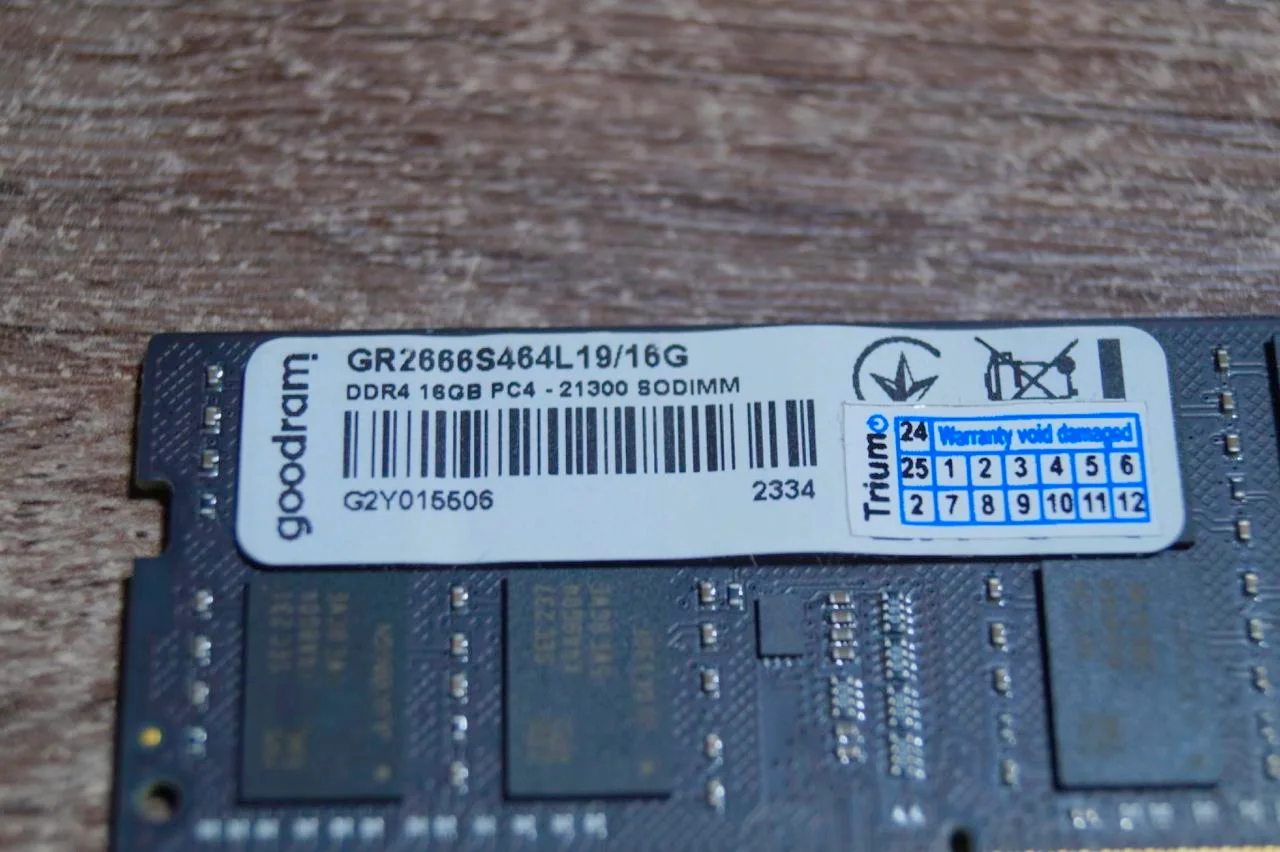 goodram
GR2666S464L19/16G
DDR4 16GB PC4 - 21300 SODIMM
G2Y015506
2334
Trium
24 Warranty void damaged
25 1 2 3 4 5 6
2 7 8 9 10 11 12